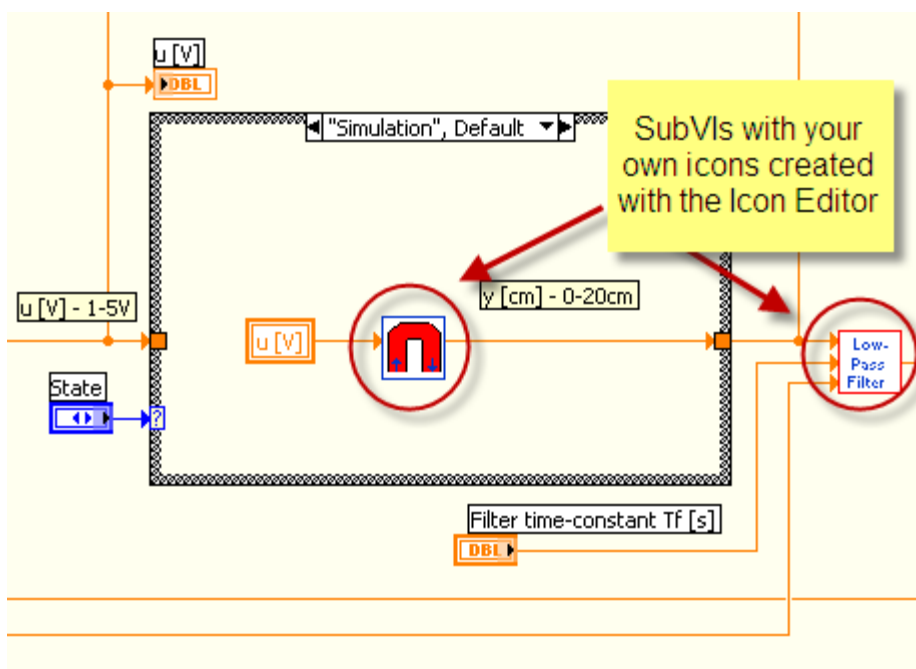 u [V]
DBL
"Simulation", Default
SubVIs with your
own icons created
with the Icon Editor
u [V] - 1-5V
y [cm] - 0-20cm
u [V]
Low-
Pass
Filter
State
?
Filter time-constant Tf [s]
DBL